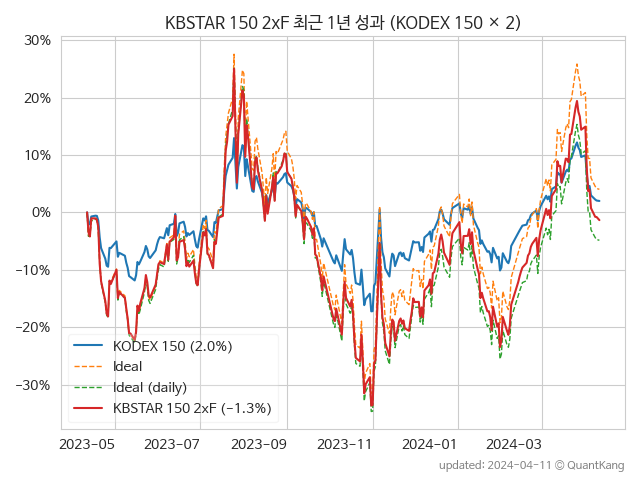 KBSTAR 150 2xF 최근 1년 성과 (KODEX 150 × 2)
30%
20%
10%
0%
−10%
−20%
−30%
KODEX 150 (2.0%)
Ideal
Ideal (daily)
KBSTAR 150 2xF (−1.3%)
2023-05 2023-07 2023-09 2023-11 2024-01 2024-03
updated: 2024-04-11 © QuantKang